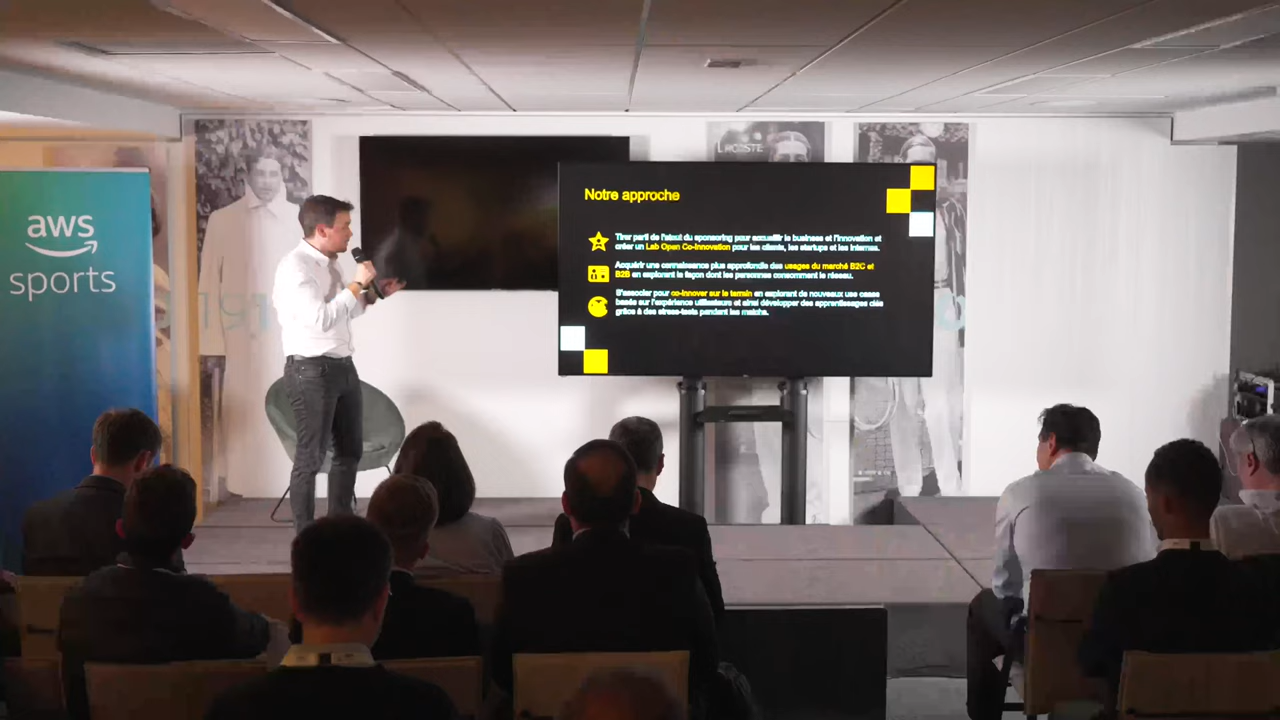 aws
sports
LACOSTE
Notre approche
Tirer parti de l'atout du sponsoring pour accueillir le business et l'innovation et
créer un Lab Open Co-Innovation pour les clients, les startups et les internes.
Acquérir une connaissance plus approfondie des usages du marché B2C et
B2B en explorant la façon dont les personnes consomment le réseau.
S'associer pour co-innover sur le terrain en explorant de nouveaux use cases
basés sur l'expérience utilisateurs et ainsi développer des apprentissages clés
grâce à des stress-tests pendant les matchs.